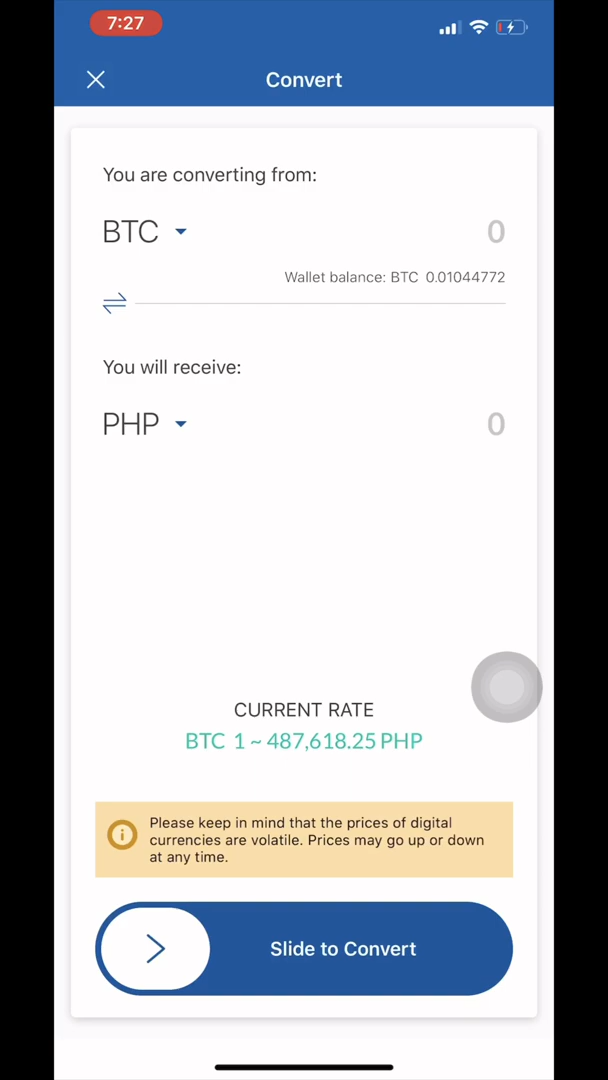 7:27
Convert
You are converting from:
BTC 0
Wallet balance: BTC 0.01044772
You will receive:
PHP 0
CURRENT RATE
BTC 1 ~ 487,618.25 PHP
Please keep in mind that the prices of digital
currencies are volatile. Prices may go up or down
at any time.
Slide to Convert